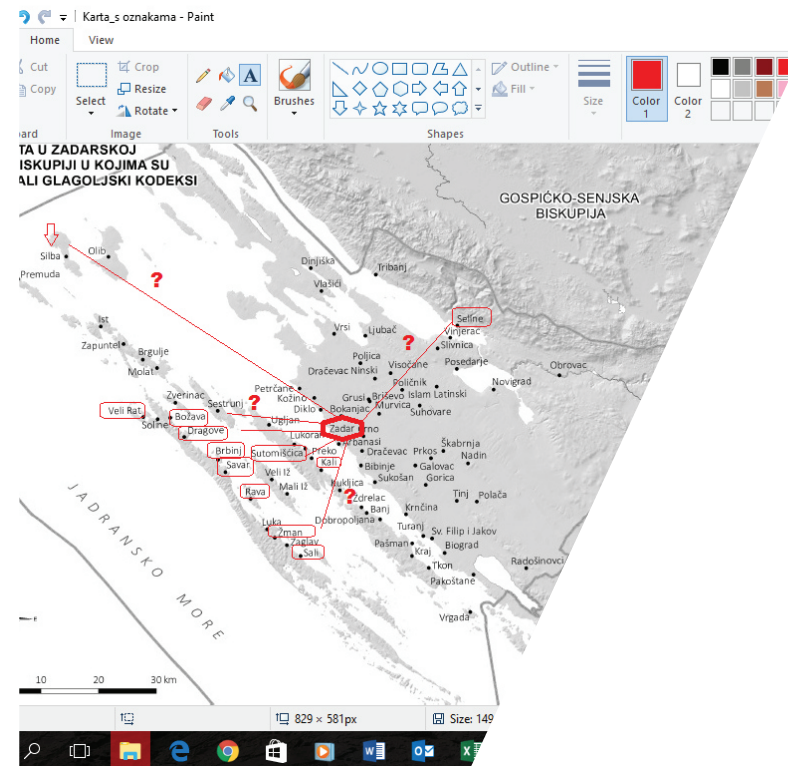 Karta_s oznakama - Paint
Home View
Cut
Copy
Select
Crop
Resize
Rotate
Brushes
Outline
Fill
Size
Color 1
Color 2
Image Tools Shapes
TA U ZADARSKOJ
ISKUPIJI U KOJIMA SU
ALI GLAGOLJSKI KODEKSI
GOSPIĆKO-SENJSKA
BISKUPIJA
Silba
Olib
Premuda
?
Dinjiška
Tribanj
Vlašići
Ist
Zapuntel
Brgulje
Molat
Vrsi
Ljubač
?
Seline
Vinjerac
Slivnica
Poljica
Dračevac Ninski
Visočane
Posedarje
Obrovac
Novigrad
Petrčane
Kožino
Poličnik
Islam Latinski
Zverinac
Sestrunj
?
Diklo
Bokanjac
Grusi
Briševo
Murvica
Suhovare
Veli Rat
Soline
Božava
Dragove
Ugljan
Lukoran
Zadar
Crno
Arbanasi
Brbinj
Sutomišćica
Preko
Dračevac
Prkos
Škabrnja
Nadin
Savar
Kali
Bibinje
Galovac
Veli Iž
Mali Iž
Sukošan
Gorica
Rava
Kukljica
?
Ždrelac
Banj
Krnčina
Tinj
Polača
Luka
Žman
Dobropoljana
Turanj
Sv. Filip i Jakov
Zaglav
Sali
Pašman
Kraj
Biograd
Tkon
Radošinovci
Pakoštane
Vrgada
JADRANSKO MORE
10 20 30 km
829 × 581px
Size: 149